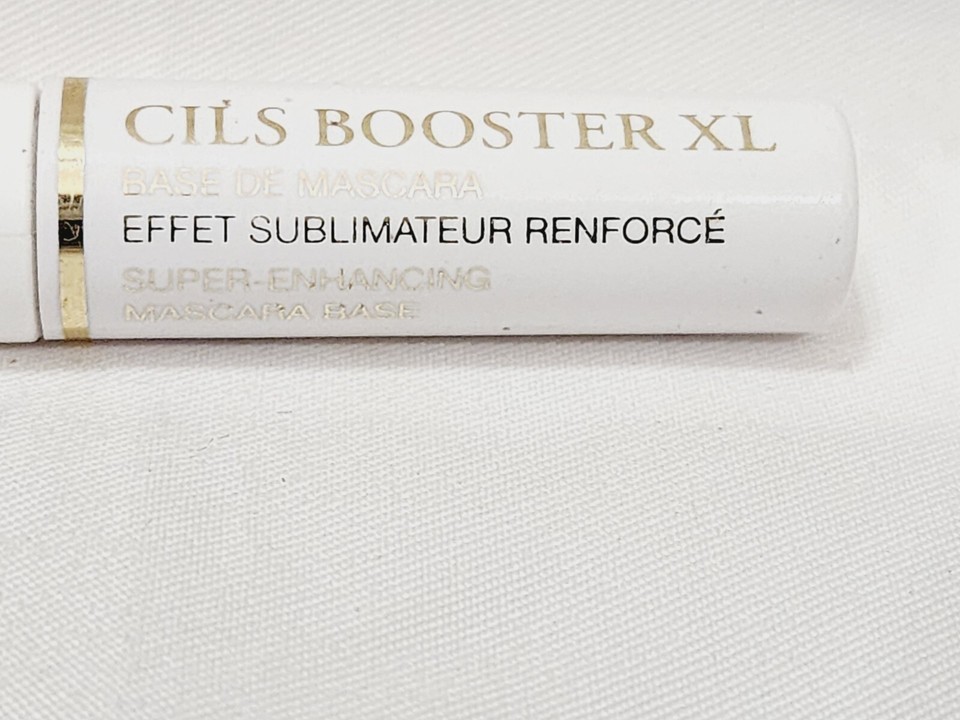 CILS BOOSTER XL
BASE DE MASCARA
EFFET SUBLIMATEUR RENFORCÉ
SUPER-ENHANCING
MASCARA BASE